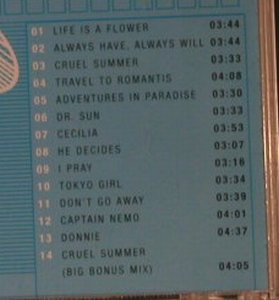 01 LIFE IS A FLOWER 03:44
02 ALWAYS HAVE, ALWAYS WILL 03:44
03 CRUEL SUMMER 03:33
04 TRAVEL TO ROMANTIS 04:08
05 ADVENTURES IN PARADISE 03:30
06 DR. SUN 03:33
07 CECILIA 03:53
08 HE DECIDES 03:07
09 I PRAY 03:18
10 TOKYO GIRL 03:34
11 DON'T GO AWAY 03:39
12 CAPTAIN NEMO 04:01
13 DONNIE 04:37
14 CRUEL SUMMER
(BIG BONUS MIX) 04:05